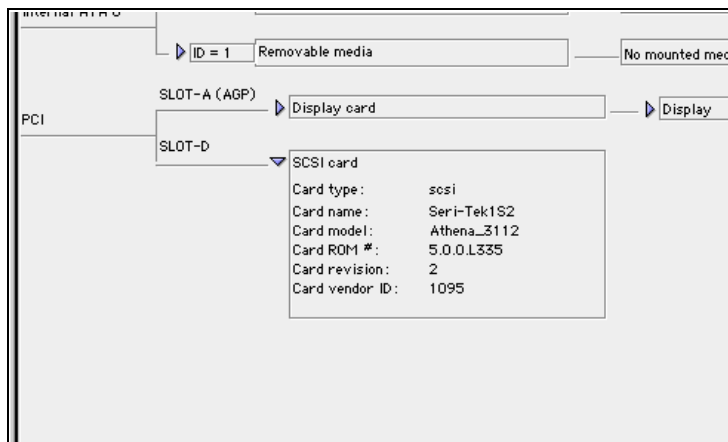 ID = 1
Removable media
No mounted
PCI
SLOT-A (AGP)
Display card
Display
SLOT-D
SCSI card
Card type: scsi
Card name: Seri-Tek1S2
Card model: Athena_3112
Card ROM #: 5.0.0.L335
Card revision: 2
Card vendor ID: 1095